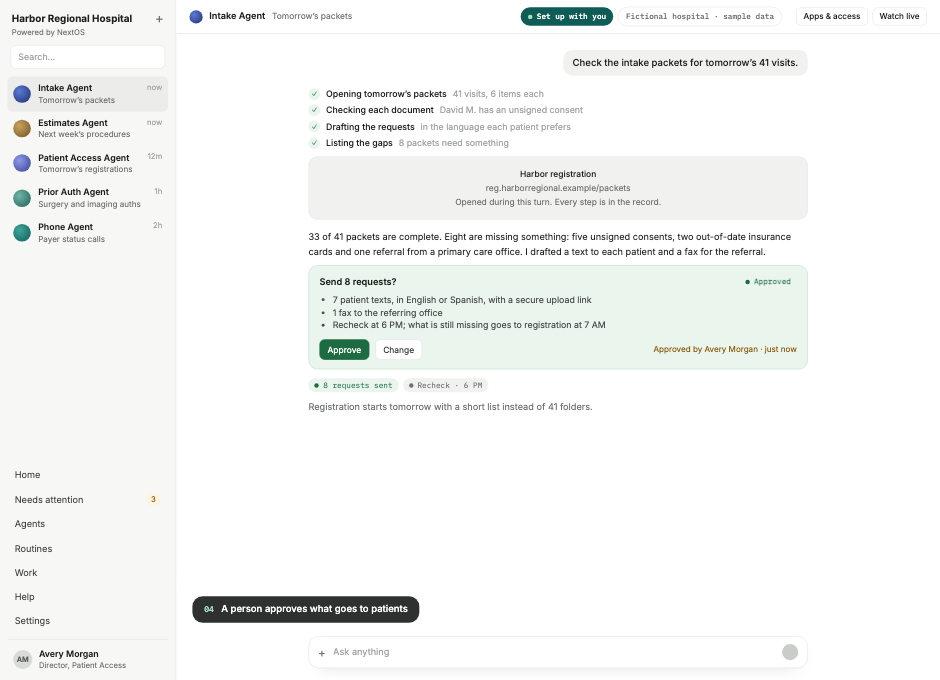 Harbor Regional Hospital
+
Powered by NextOS
Search...
Intake Agent now
Tomorrow's packets
Estimates Agent now
Next week's procedures
Patient Access Agent 12m
Tomorrow's registrations
Prior Auth Agent 1h
Surgery and imaging auths
Phone Agent 2h
Payer status calls
Home
Needs attention 3
Agents
Routines
Work
Help
Settings
AM Avery Morgan
Director, Patient Access
Intake Agent Tomorrow's packets
Set up with you
Fictional hospital · sample data
Apps & access
Watch live
Check the intake packets for tomorrow's 41 visits.
Opening tomorrow's packets 41 visits, 6 items each
Checking each document David M. has an unsigned consent
Drafting the requests in the language each patient prefers
Listing the gaps 8 packets need something
Harbor registration
reg.harborregional.example/packets
Opened during this turn. Every step is in the record.
33 of 41 packets are complete. Eight are missing something: five unsigned consents, two out-of-date insurance
cards and one referral from a primary care office. I drafted a text to each patient and a fax for the referral.
Send 8 requests? Approved
• 7 patient texts, in English or Spanish, with a secure upload link
• 1 fax to the referring office
• Recheck at 6 PM; what is still missing goes to registration at 7 AM
Approve Change Approved by Avery Morgan · just now
8 requests sent Recheck · 6 PM
Registration starts tomorrow with a short list instead of 41 folders.
04 A person approves what goes to patients
+ Ask anything